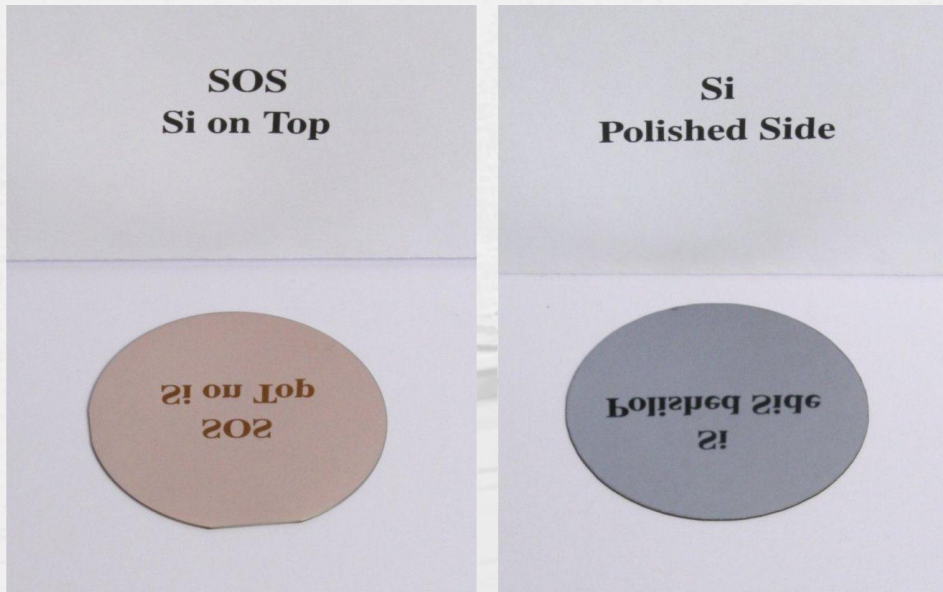 SOS
Si on Top
Si on Top
SOS
Si
Polished Side
Polished Side
Si